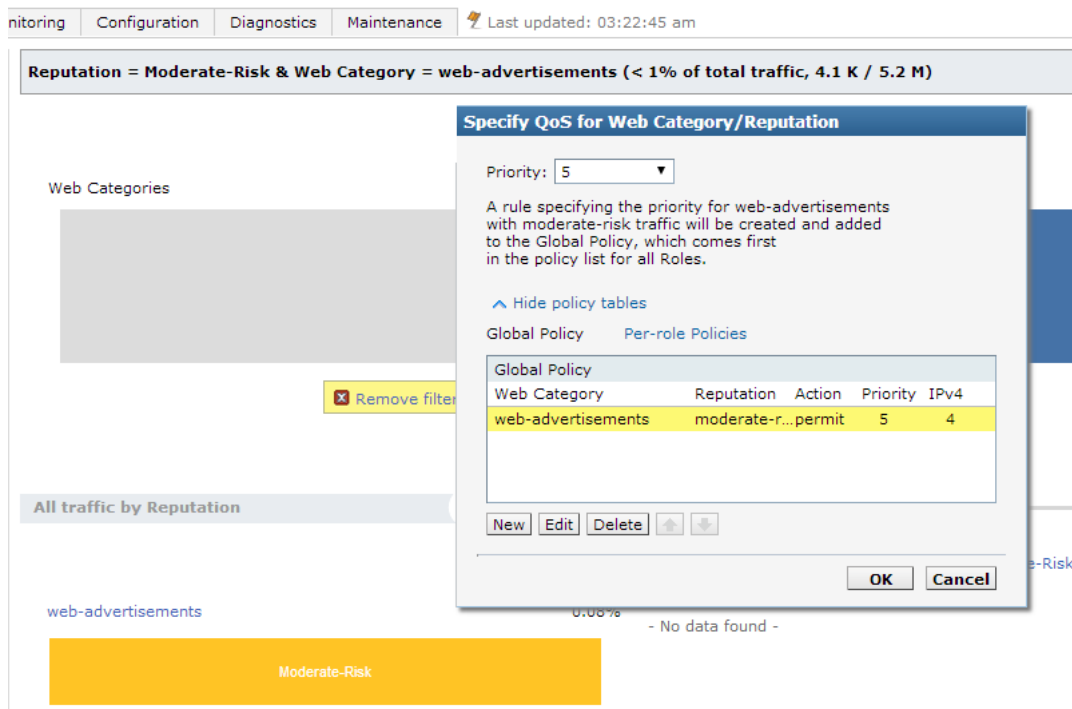 nitoring Configuration Diagnostics Maintenance Last updated: 03:22:45 am
Reputation = Moderate-Risk & Web Category = web-advertisements (< 1% of total traffic, 4.1 K / 5.2 M)
Specify QoS for Web Category/Reputation
Priority: 5
Web Categories
A rule specifying the priority for web-advertisements
with moderate-risk traffic will be created and added
to the Global Policy, which comes first
in the policy list for all Roles.
Hide policy tables
Global Policy Per-role Policies
Global Policy
Web Category Reputation Action Priority IPv4
web-advertisements moderate-r... permit 5 4
Remove filter
All traffic by Reputation
New Edit Delete
OK Cancel
e-Risk
web-advertisements 0.08%
- No data found -
Moderate-Risk